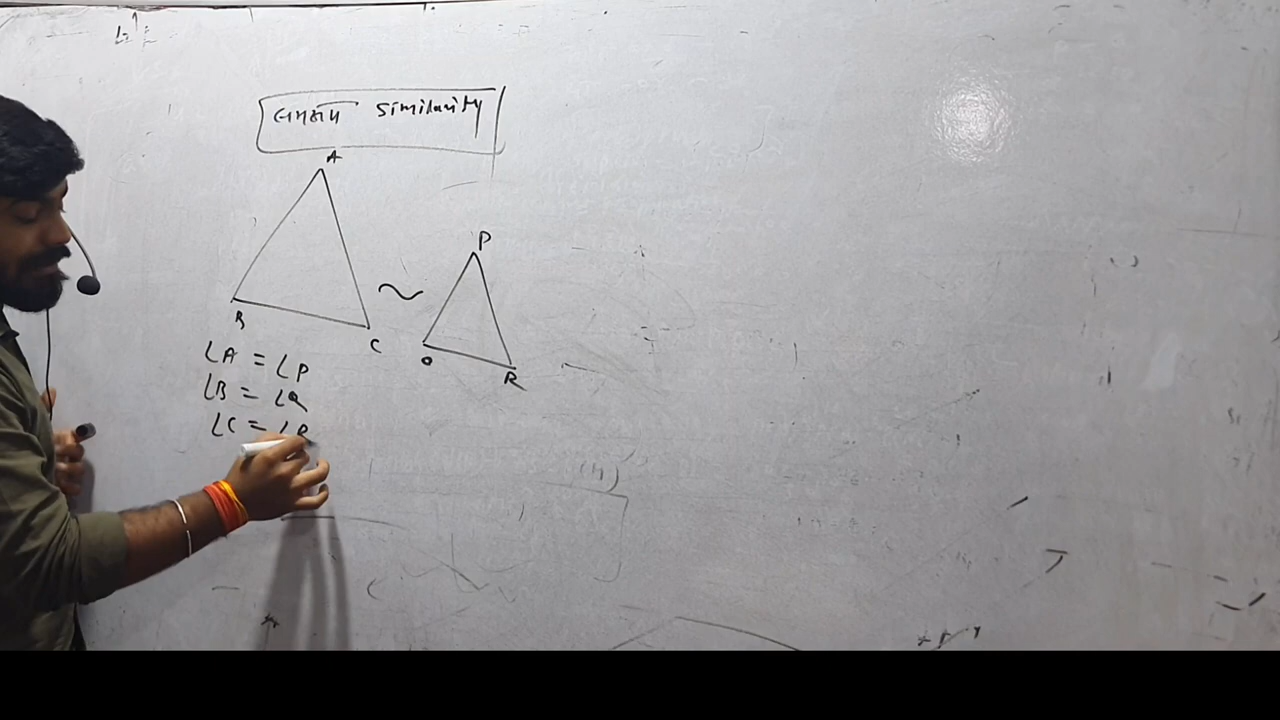 समरूपता Similarity
A
P
~
B
C
Q
R
∠A = ∠P
∠B = ∠Q
∠C = ∠R